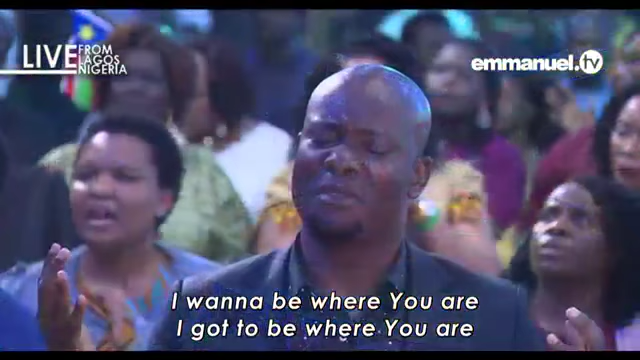 LIVE FROM LAGOS NIGERIA
emmanuel.tv
I wanna be where You are
I got to be where You are